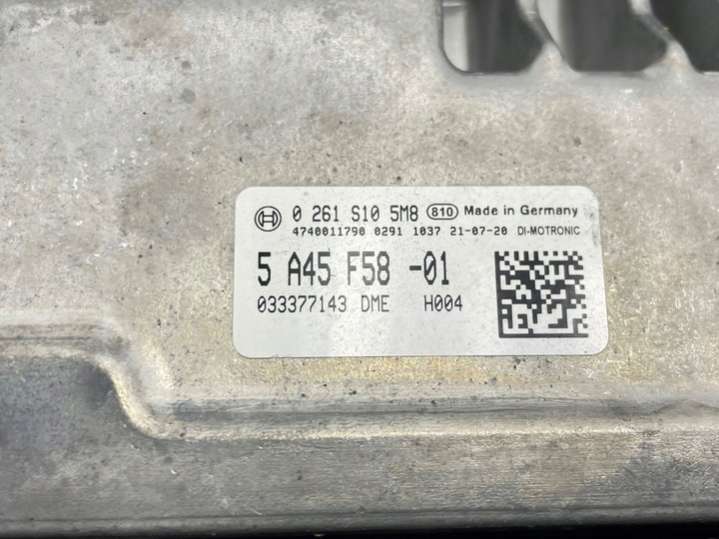 0 261 S10 5M8 810 Made in Germany
4740011790 0291 1037 21-07-20 DI-MOTRONIC
5 A45 F58 -01
033377143 DME H004